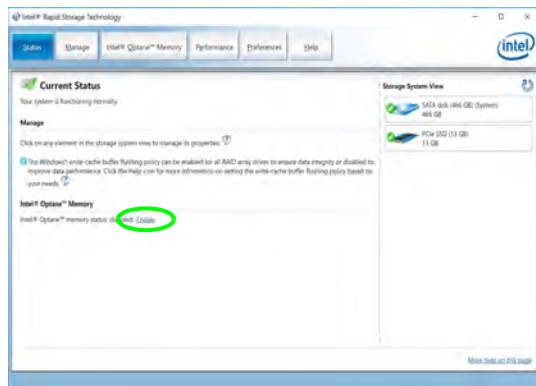 Intel® Rapid Storage Technology
Status
Manage
Intel® Optane™ Memory
Performance
Preferences
Help
intel
Current Status
Your system is functioning normally.
Manage
Click on any element in the storage system view to manage its properties.
The Windows* write-cache buffer flushing policy can be enabled for all RAID array drives to ensure data integrity or disabled to
improve data performance. Click the Help icon for more information on setting the write-cache buffer flushing policy based on
your needs.
Intel® Optane™ Memory
Intel® Optane™ memory status: disabled. Enable
Storage System View
SATA disk (466 GB) (System)
466 GB
PCIe SSD (13 GB)
13 GB
More help on this page